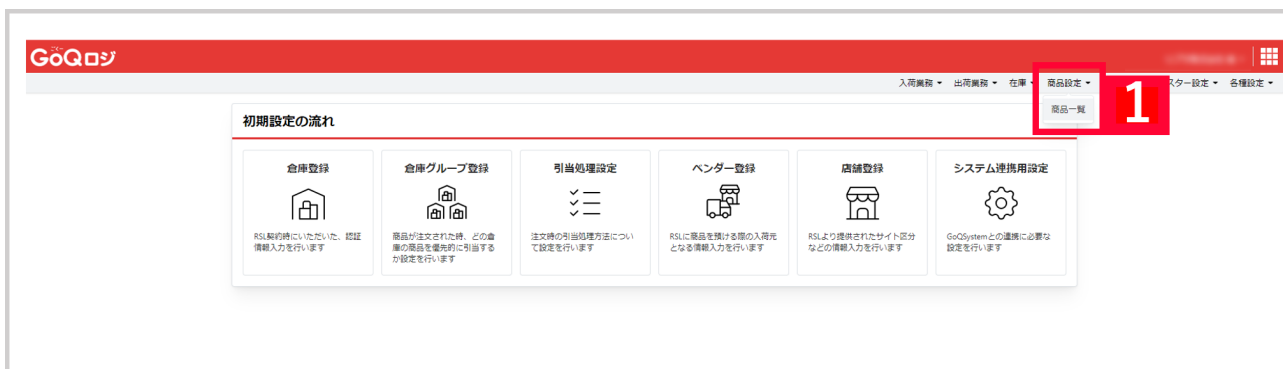 ごくー
GoQロジ
入荷業務 出荷業務 在庫 商品設定 スター設定 各種設定
商品一覧
1
初期設定の流れ
倉庫登録
RSL契約時にいただいた、認証
情報入力を行います
倉庫グループ登録
商品が注文された時、どの倉
庫の商品を優先的に引当する
か設定を行います
引当処理設定
注文時の引当処理方法につい
て設定を行います
ベンダー登録
RSLに商品を預ける際の入荷元
となる情報入力を行います
店舗登録
RSLより提供されたサイト区分
などの情報入力を行います
システム連携用設定
GoQSystemとの連携に必要な
設定を行います